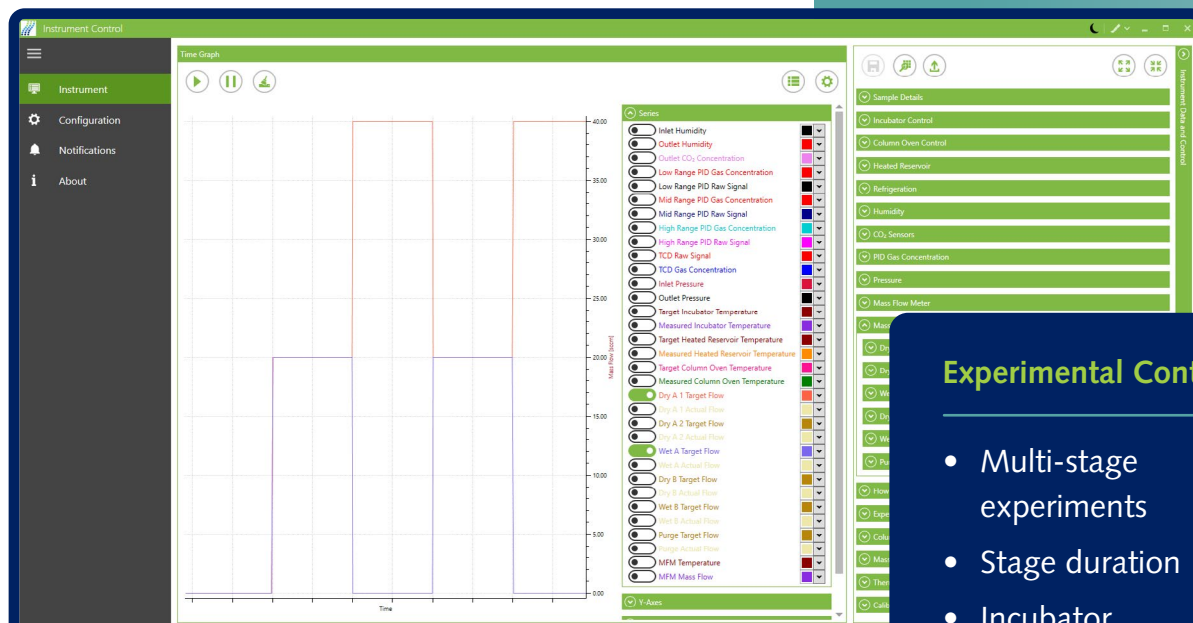 Instrument Control
Instrument
Configuration
Notifications
About
Time Graph
40.00
35.00
30.00
25.00
20.00
15.00
10.00
5.00
0.00
Mass Flow [sccm]
Time
Series
Inlet Humidity
Outlet Humidity
Outlet CO₂ Concentration
Low Range PID Gas Concentration
Low Range PID Raw Signal
Mid Range PID Gas Concentration
Mid Range PID Raw Signal
High Range PID Gas Concentration
High Range PID Raw Signal
TCD Raw Signal
TCD Gas Concentration
Inlet Pressure
Outlet Pressure
Target Incubator Temperature
Measured Incubator Temperature
Target Heated Reservoir Temperature
Measured Heated Reservoir Temperature
Target Column Oven Temperature
Measured Column Oven Temperature
Dry A 1 Target Flow
Dry A 1 Actual Flow
Dry A 2 Target Flow
Dry A 2 Actual Flow
Wet A Target Flow
Wet A Actual Flow
Dry B Target Flow
Dry B Actual Flow
Wet B Target Flow
Wet B Actual Flow
Purge Target Flow
Purge Actual Flow
MFM Temperature
MFM Mass Flow
Y-Axes
Sample Details
Incubator Control
Column Oven Control
Heated Reservoir
Refrigeration
Humidity
CO₂ Sensors
PID Gas Concentration
Pressure
Mass Flow Meter
Mass
Instrument Data and Control
Experimental Cont
• Multi-stage
experiments
• Stage duration
• Incubator